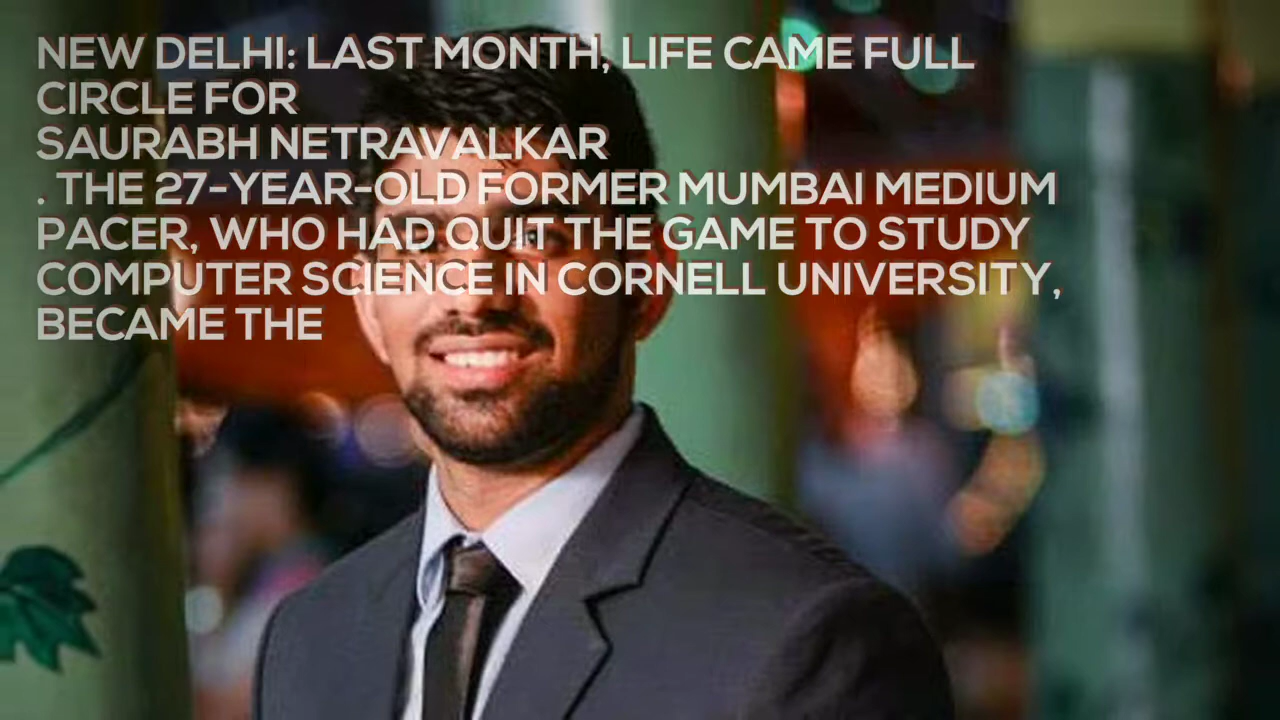 NEW DELHI: LAST MONTH, LIFE CAME FULL
CIRCLE FOR
SAURABH NETRAVALKAR
. THE 27-YEAR-OLD FORMER MUMBAI MEDIUM
PACER, WHO HAD QUIT THE GAME TO STUDY
COMPUTER SCIENCE IN CORNELL UNIVERSITY,
BECAME THE